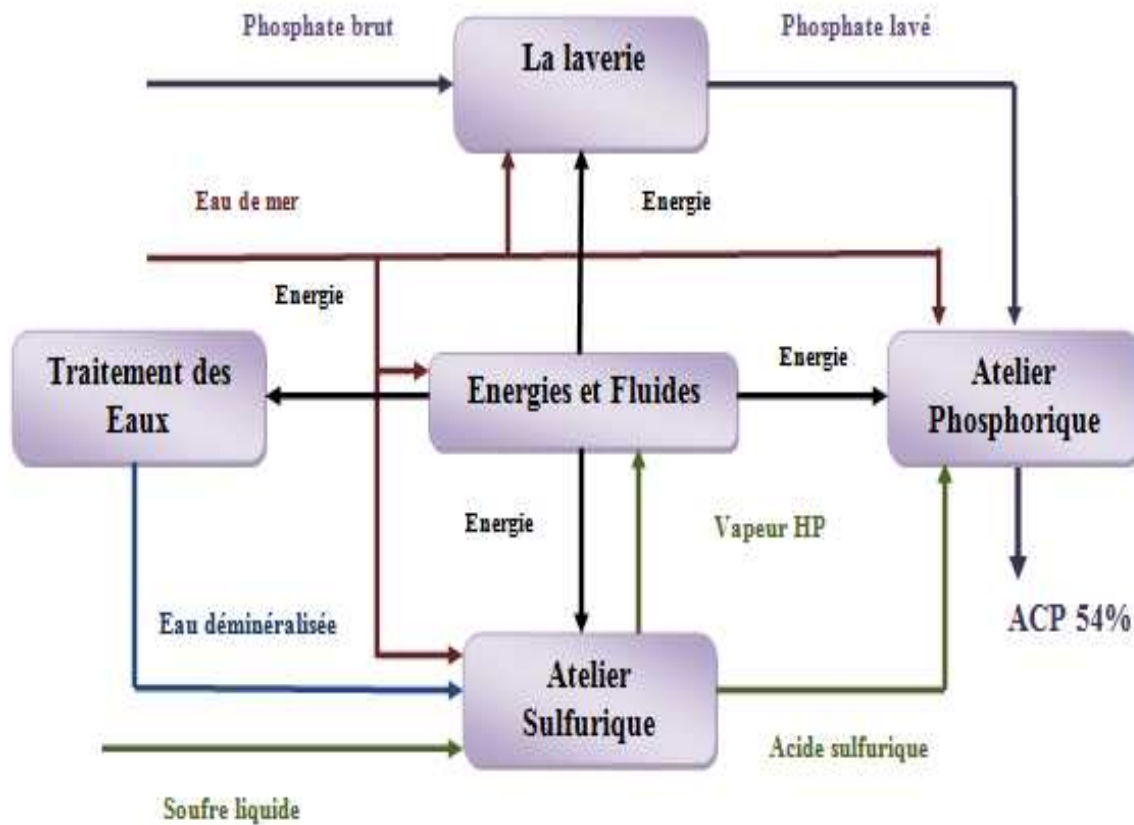 Phosphate brut
La laverie
Phosphate lavé
Eau de mer
Energie
Energie
Traitement des
Eaux
Energies et Fluides
Energie
Atelier
Phosphorique
Energie
Vapeur HP
Eau déminéralisée
ACP 54%
Atelier
Sulfurique
Acide sulfurique
Soufre liquide